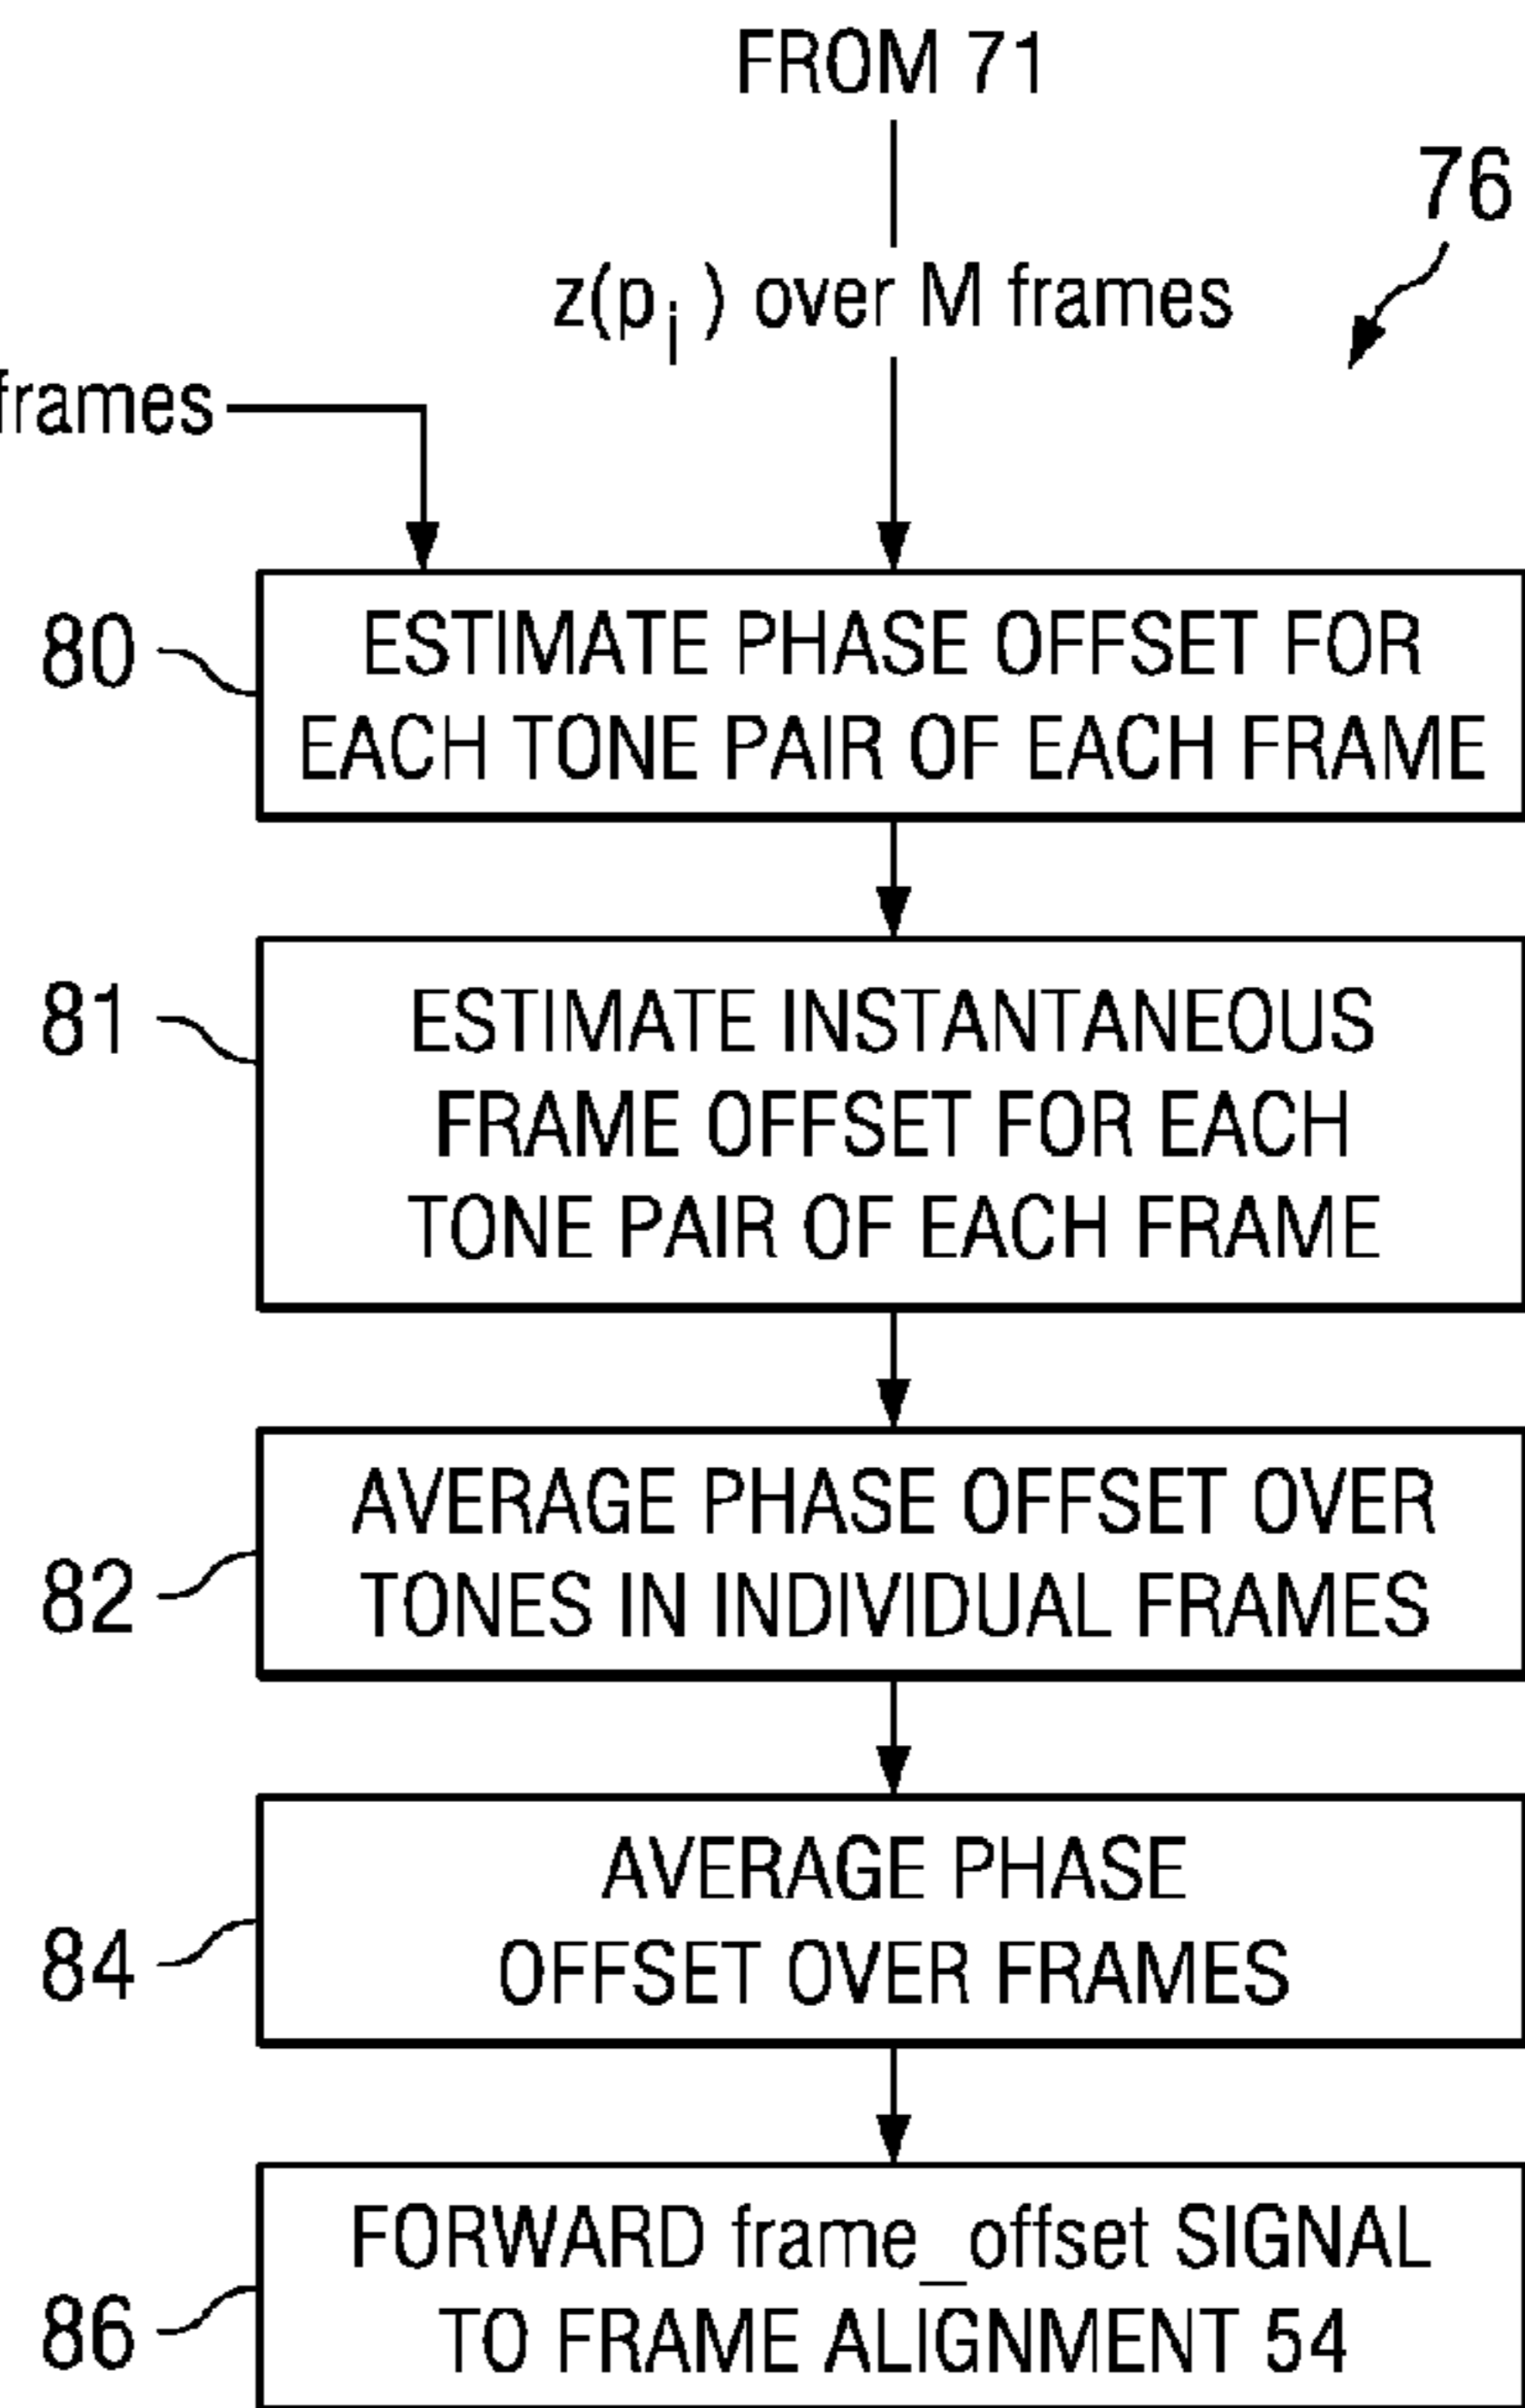 FROM 71
76
z(pi) over M frames
frames
80
ESTIMATE PHASE OFFSET FOR
EACH TONE PAIR OF EACH FRAME
81
ESTIMATE INSTANTANEOUS
FRAME OFFSET FOR EACH
TONE PAIR OF EACH FRAME
82
AVERAGE PHASE OFFSET OVER
TONES IN INDIVIDUAL FRAMES
84
AVERAGE PHASE
OFFSET OVER FRAMES
86
FORWARD frame_offset SIGNAL
TO FRAME ALIGNMENT 54